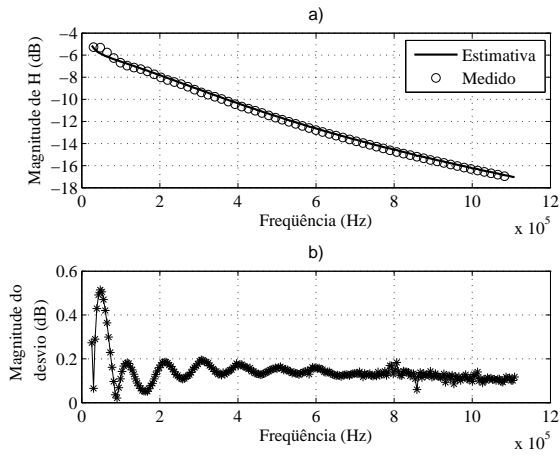 a)
Magnitude de H (dB)
−4
−6
−8
−10
−12
−14
−16
−18
Estimativa
Medido
0
2
4
6
8
10
12
x 10^5
Freqüência (Hz)
b)
Magnitude do
desvio (dB)
0.6
0.4
0.2
0
0
2
4
6
8
10
12
x 10^5
Freqüência (Hz)